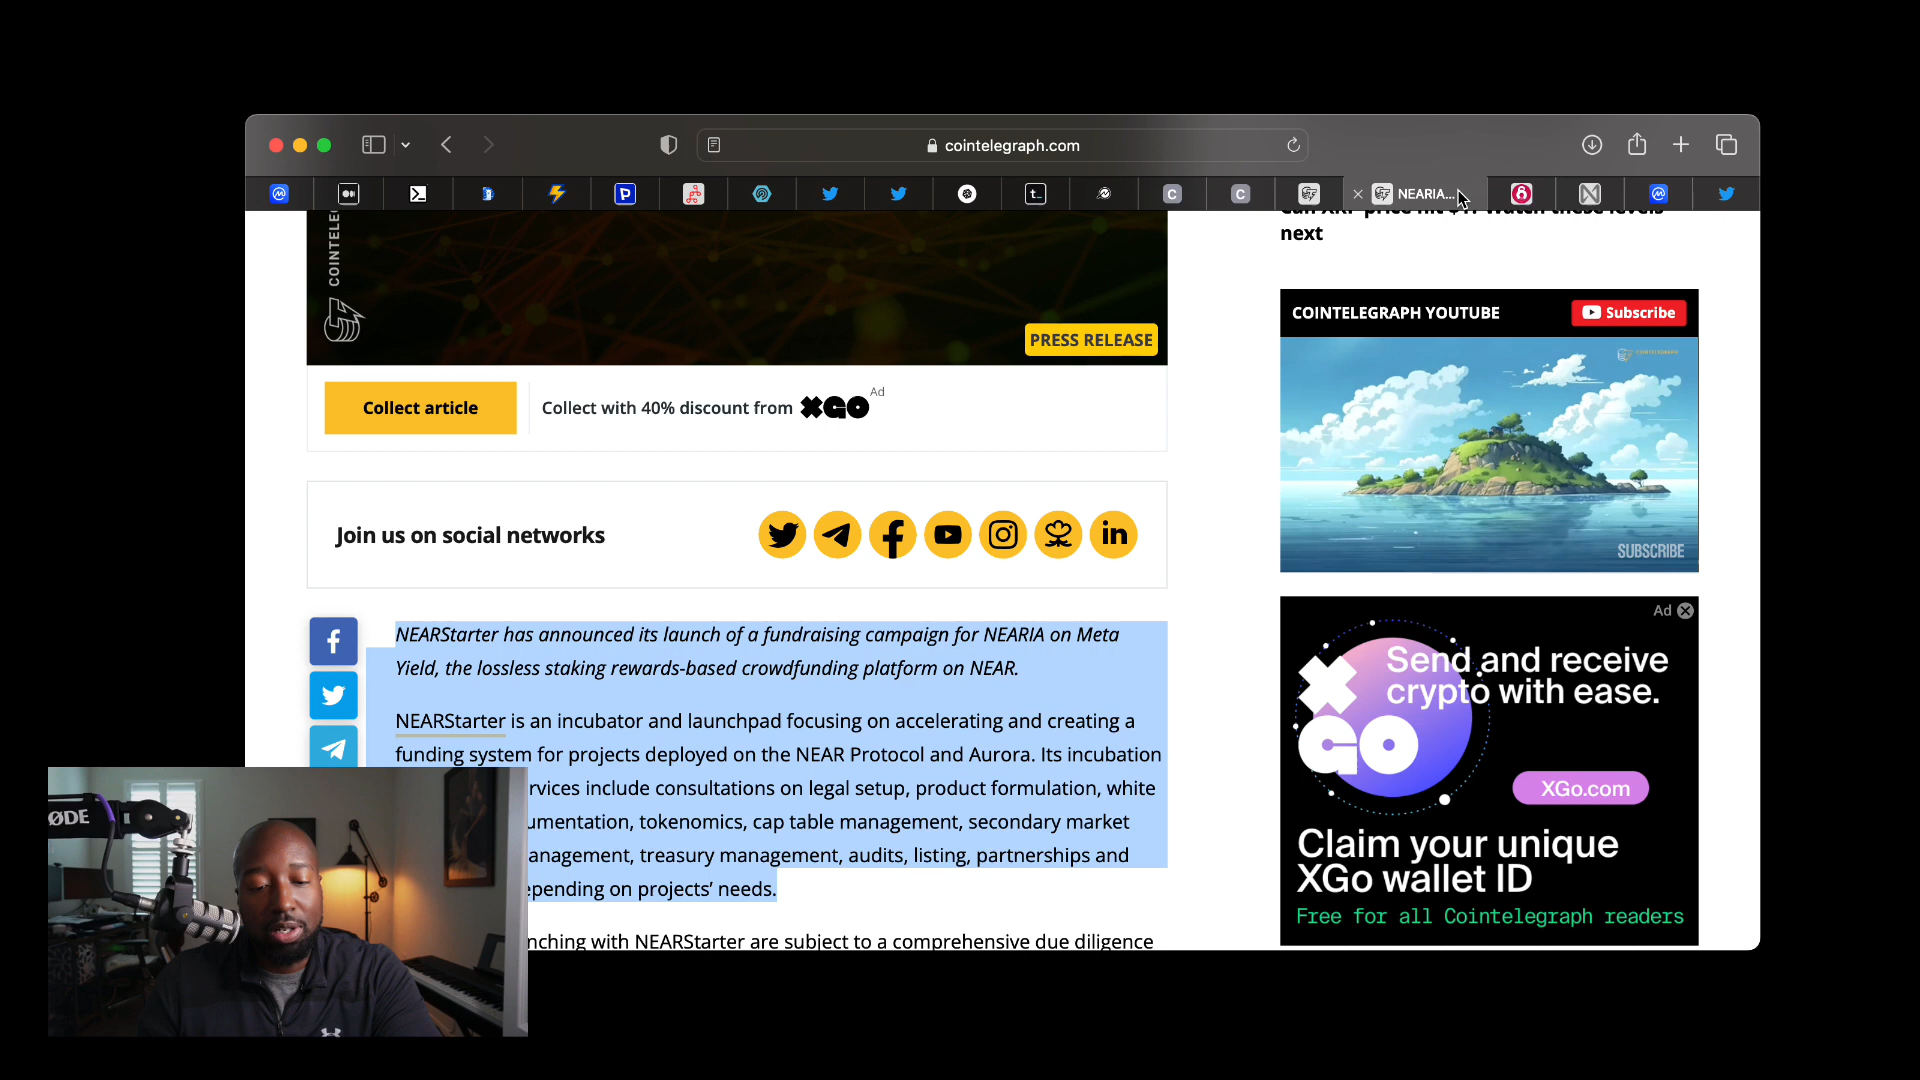 cointelegraph.com
NEARIA...
COINTELE
PRESS RELEASE
next
Collect article
Collect with 40% discount from XGO
Ad
Join us on social networks
NEARStarter has announced its launch of a fundraising campaign for NEARIA on Meta
Yield, the lossless staking rewards-based crowdfunding platform on NEAR.
NEARStarter is an incubator and launchpad focusing on accelerating and creating a
funding system for projects deployed on the NEAR Protocol and Aurora. Its incubation
rvices include consultations on legal setup, product formulation, white
umentation, tokenomics, cap table management, secondary market
anagement, treasury management, audits, listing, partnerships and
epending on projects' needs.
nching with NEARStarter are subject to a comprehensive due diligence
COINTELEGRAPH YOUTUBE
Subscribe
SUBSCRIBE
Ad
Send and receive
crypto with ease.
XGO
XGo.com
Claim your unique
XGo wallet ID
Free for all Cointelegraph readers
RØDE